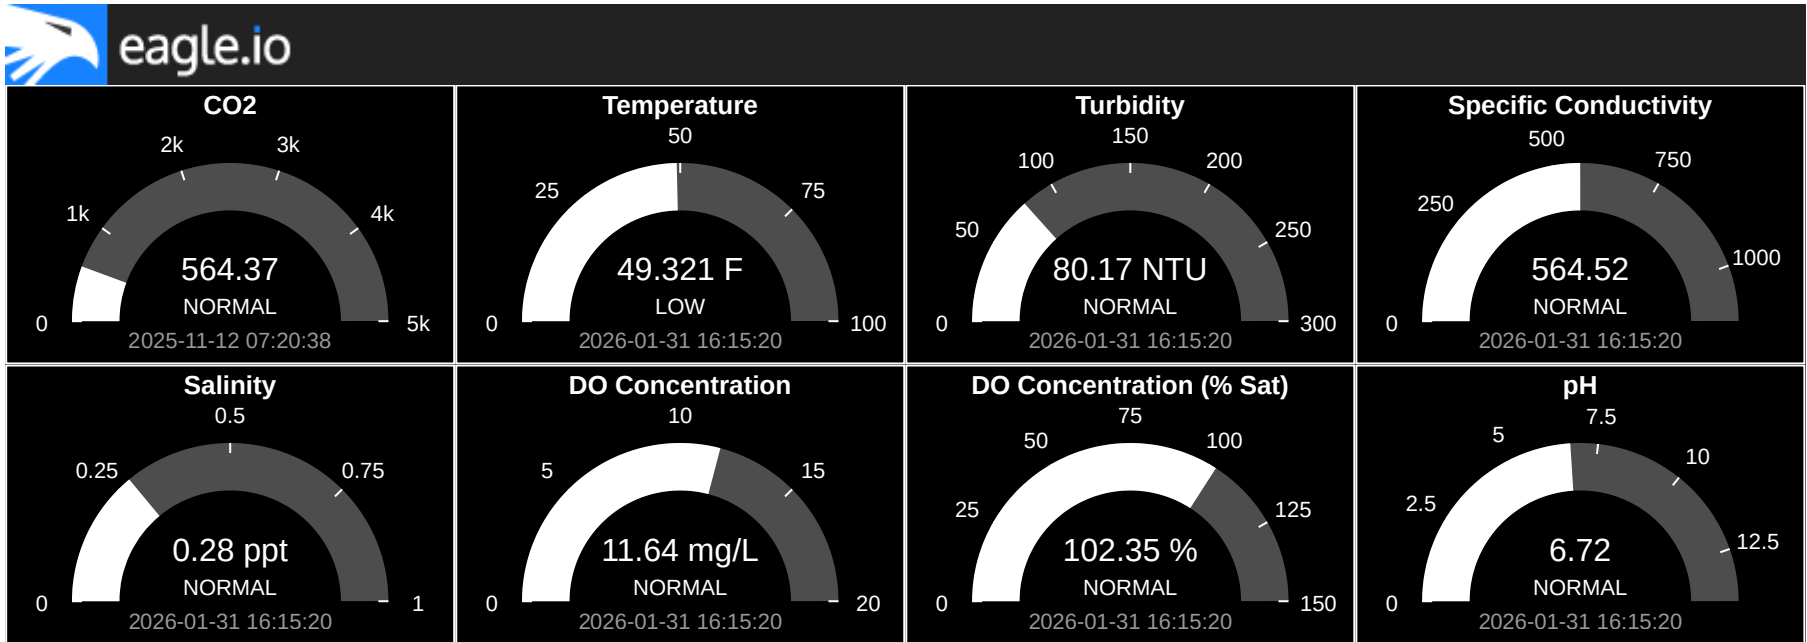 eagle.io
CO2
2k
3k
1k
4k
564.37
NORMAL
0
5k
2025-11-12 07:20:38
Temperature
50
25
75
49.321 F
LOW
0
100
2026-01-31 16:15:20
Turbidity
150
100
200
50
250
80.17 NTU
NORMAL
0
300
2026-01-31 16:15:20
Specific Conductivity
500
750
250
1000
564.52
NORMAL
0
2026-01-31 16:15:20
Salinity
0.5
0.25
0.75
0.28 ppt
NORMAL
0
1
2026-01-31 16:15:20
DO Concentration
10
5
15
11.64 mg/L
NORMAL
0
20
2026-01-31 16:15:20
DO Concentration (% Sat)
75
50
100
25
125
102.35 %
NORMAL
0
150
2026-01-31 16:15:20
pH
7.5
5
10
2.5
12.5
6.72
NORMAL
0
2026-01-31 16:15:20